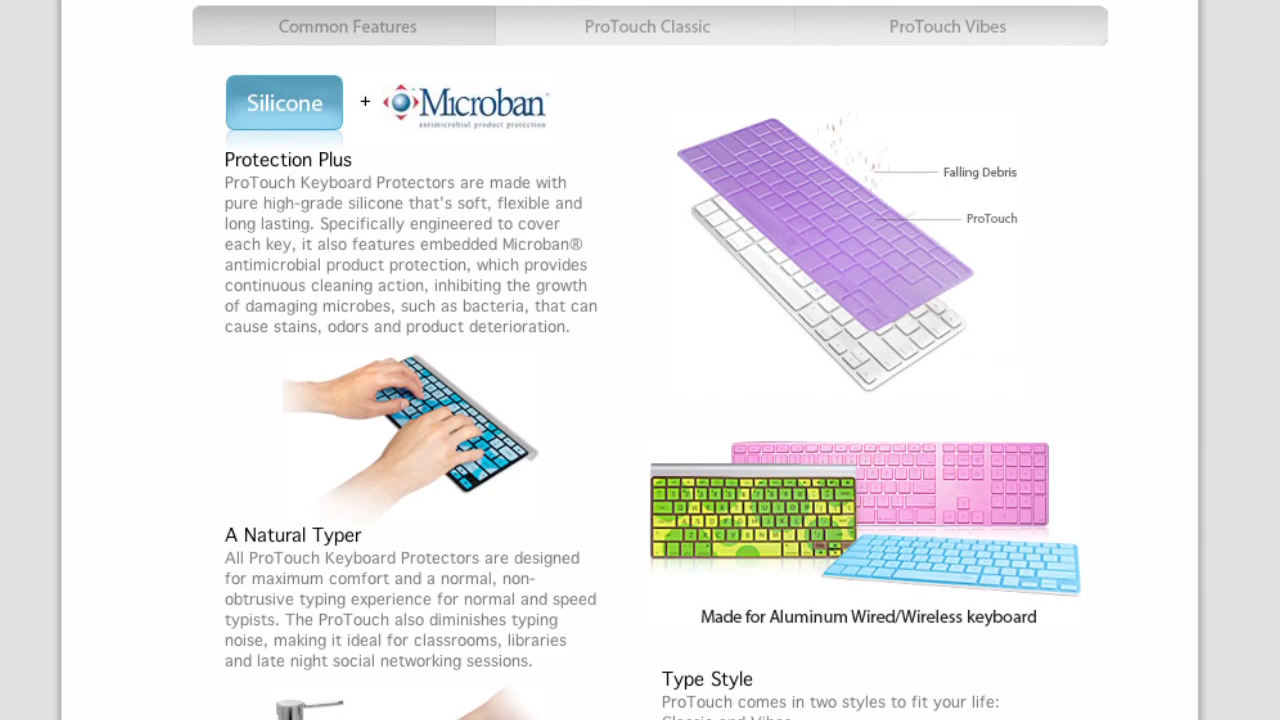 Common Features
ProTouch Classic
ProTouch Vibes
Silicone + Microban
antimicrobial product protection
Protection Plus
ProTouch Keyboard Protectors are made with
pure high-grade silicone that's soft, flexible and
long lasting. Specifically engineered to cover
each key, it also features embedded Microban®
antimicrobial product protection, which provides
continuous cleaning action, inhibiting the growth
of damaging microbes, such as bacteria, that can
cause stains, odors and product deterioration.
Falling Debris
ProTouch
A Natural Typer
All ProTouch Keyboard Protectors are designed
for maximum comfort and a normal, non-
obtrusive typing experience for normal and speed
typists. The ProTouch also diminishes typing
noise, making it ideal for classrooms, libraries
and late night social networking sessions.
Made for Aluminum Wired/Wireless keyboard
Type Style
ProTouch comes in two styles to fit your life:
Classic and Vibes